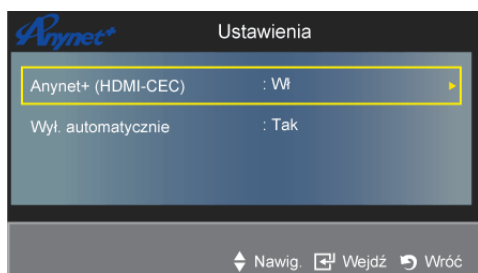 Anynet+ Ustawienia
Anynet+ (HDMI-CEC) : Wł
Wył. automatycznie : Tak
Nawig. Wejdź Wróć